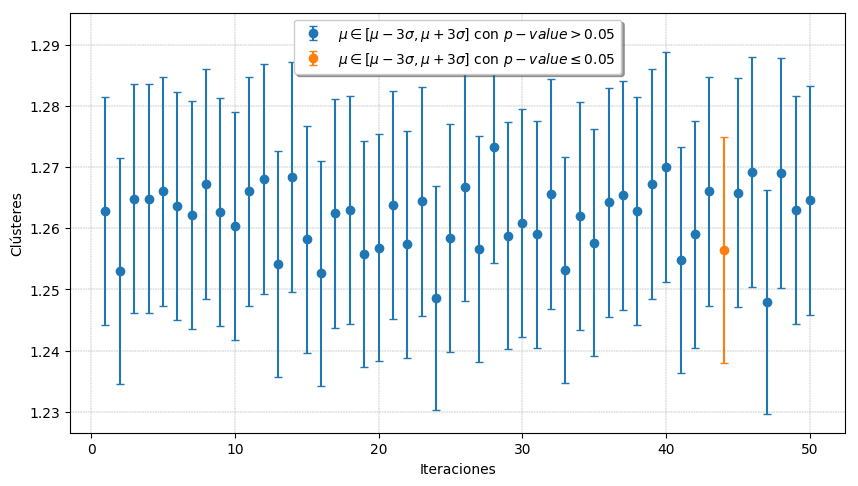 μ ∈ [μ − 3σ, μ + 3σ] con p − value > 0.05
μ ∈ [μ − 3σ, μ + 3σ] con p − value ≤ 0.05
Clústeres
1.29
1.28
1.27
1.26
1.25
1.24
1.23
0 10 20 30 40 50
Iteraciones